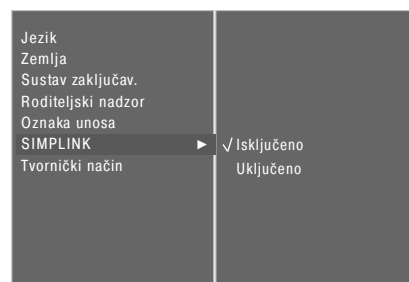 Jezik
Zemlja
Sustav zaključav.
Roditeljski nadzor
Oznaka unosa
SIMPLINK ►
Tvornički način
√ Isključeno
Uključeno